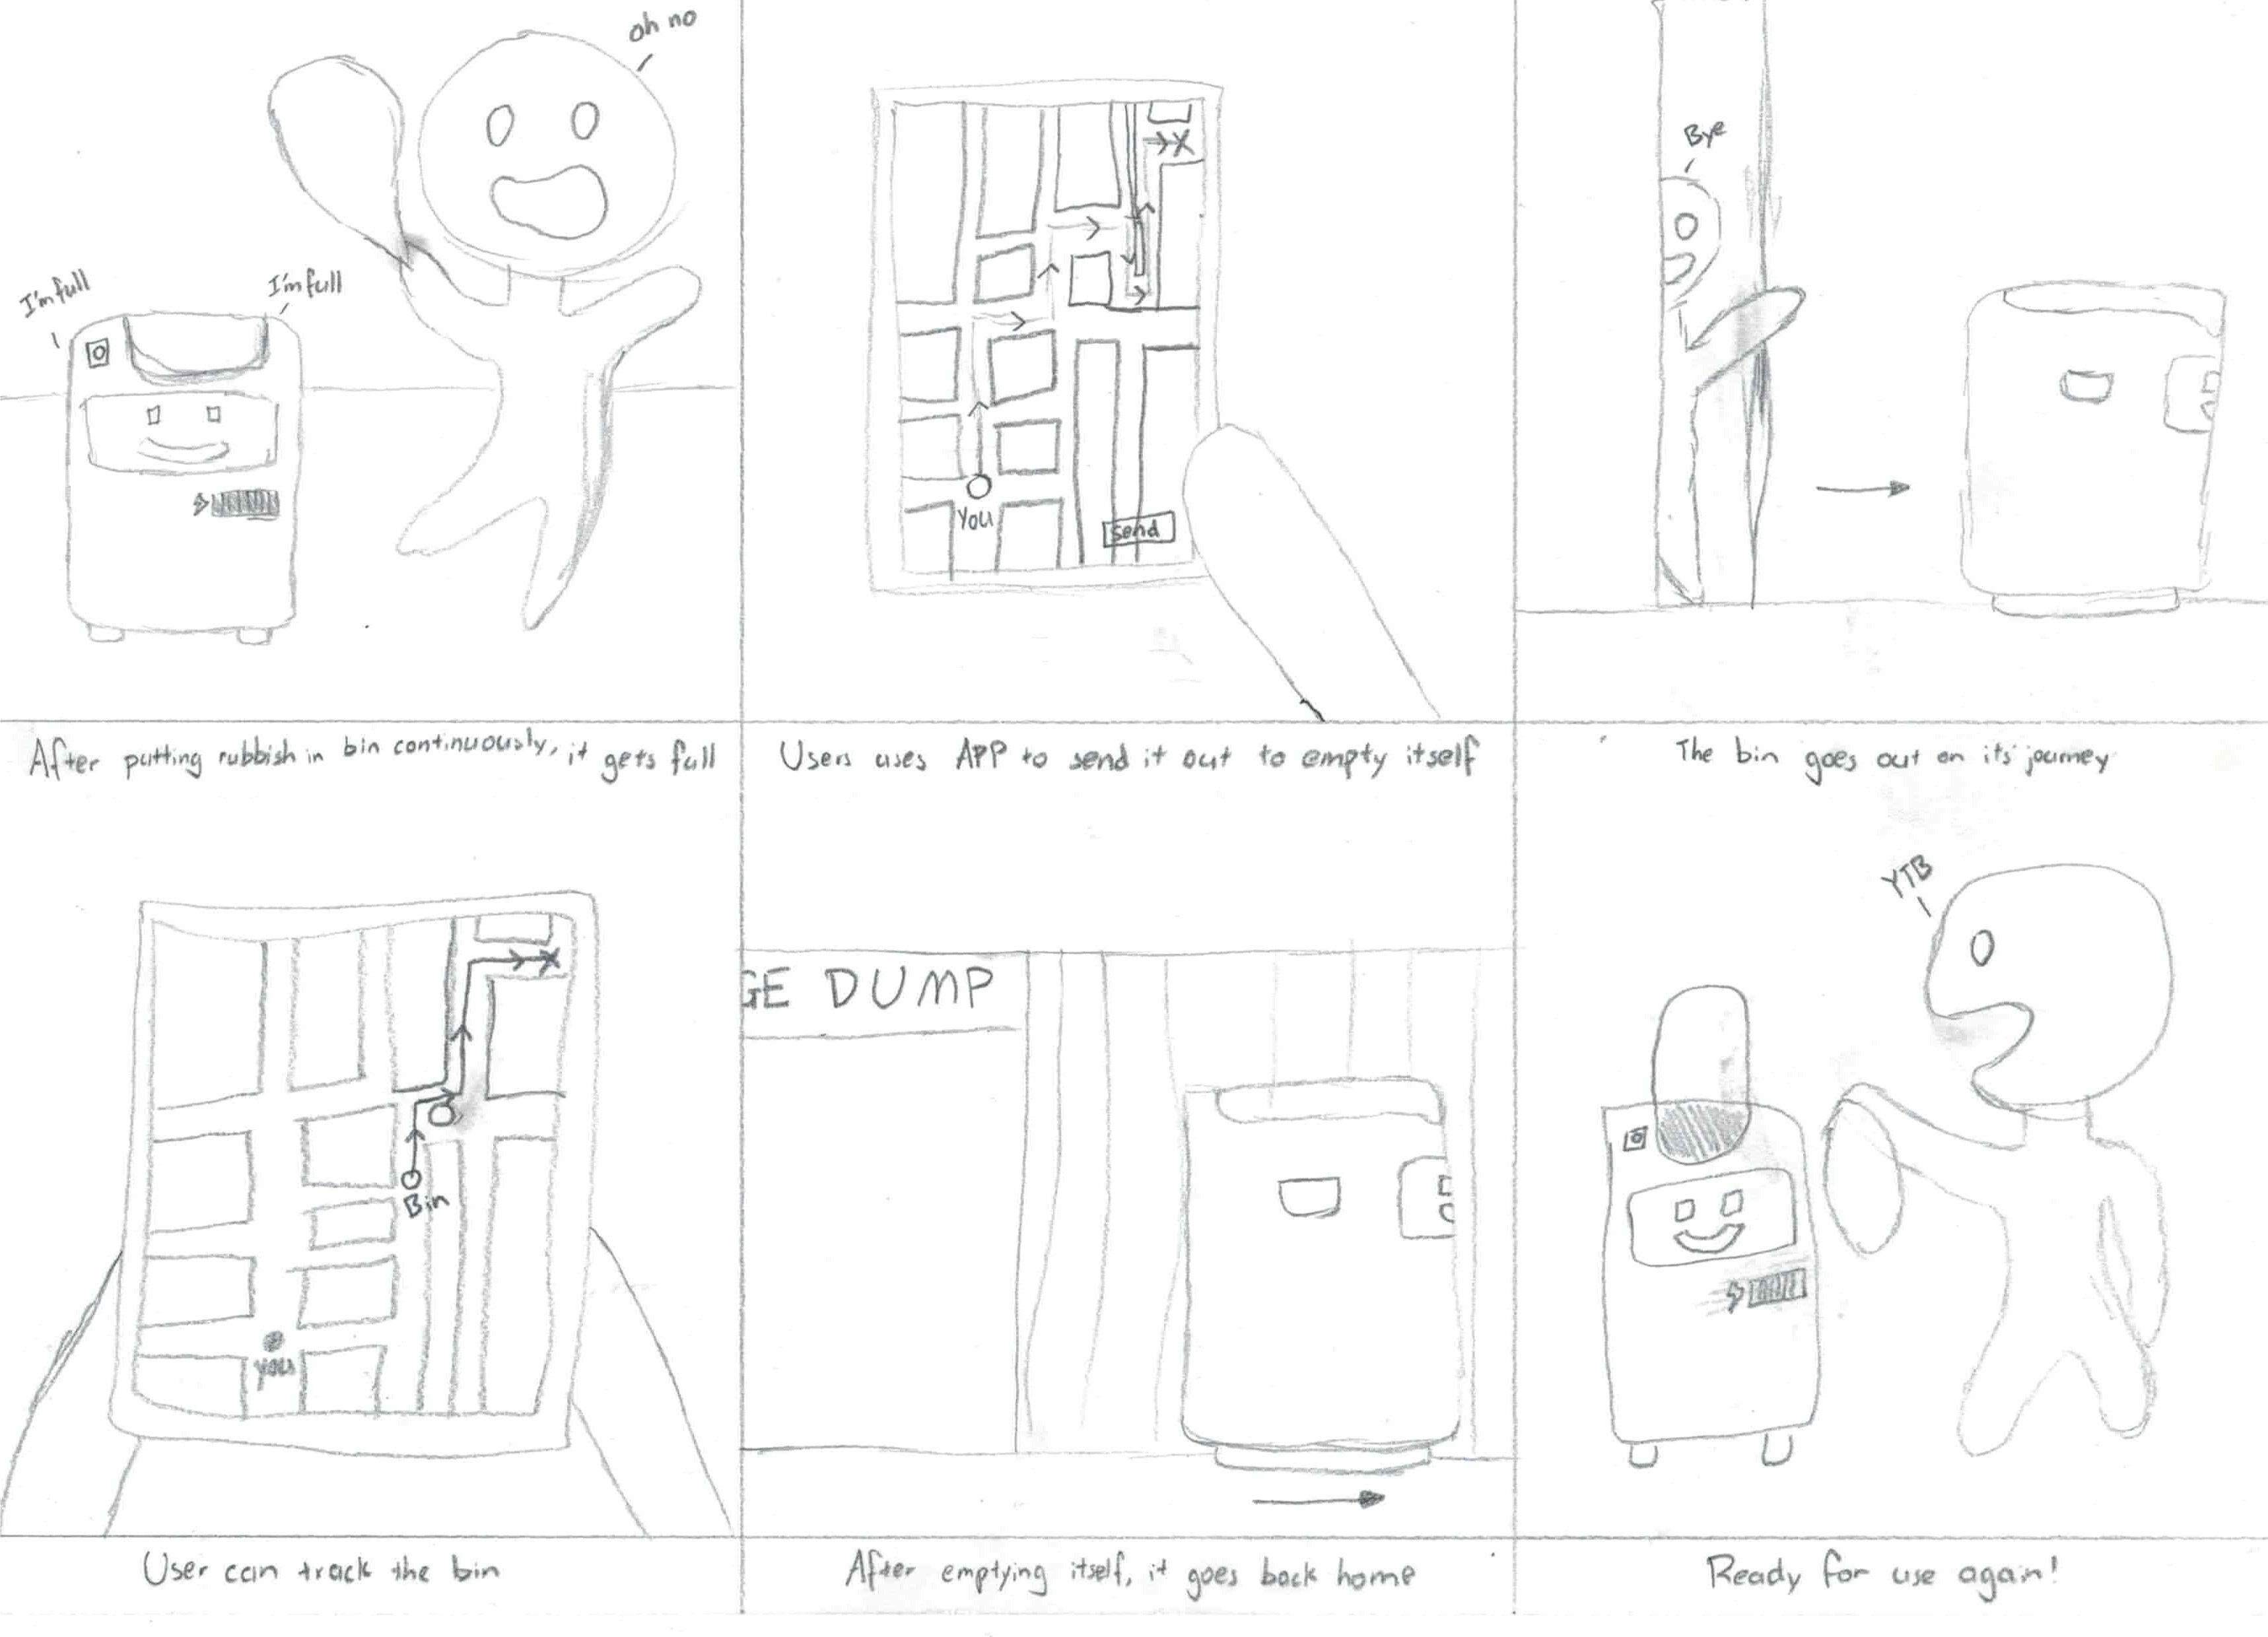 oh no
I'm full
I'm full
After putting rubbish in bin continuously, it gets full
X
You
Send
Users uses APP to send it out to empty itself
Bye
The bin goes out on its' journey
X
Bin
You
User can track the bin
GE DUMP
After emptying itself, it goes back home
YTB
Ready for use again!